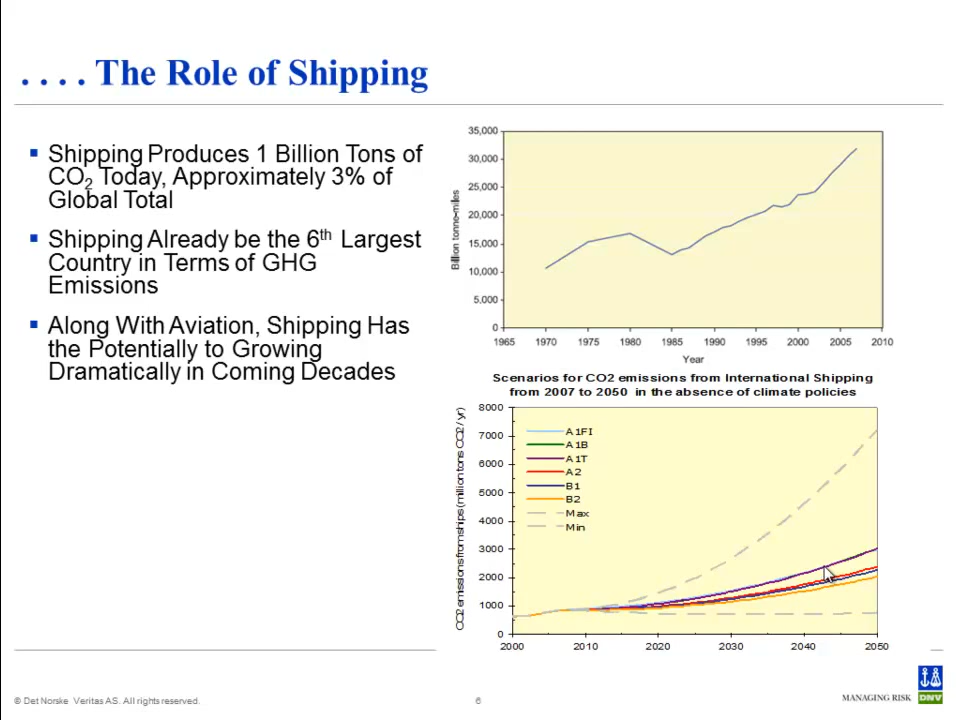 . . . . The Role of Shipping
▪ Shipping Produces 1 Billion Tons of
CO2 Today, Approximately 3% of
Global Total
▪ Shipping Already be the 6th Largest
Country in Terms of GHG
Emissions
▪ Along With Aviation, Shipping Has
the Potentially to Growing
Dramatically in Coming Decades
35,000
30,000
25,000
20,000
15,000
10,000
5,000
0
Billion tonne-miles
1965 1970 1975 1980 1985 1990 1995 2000 2005 2010
Year
Scenarios for CO2 emissions from International Shipping
from 2007 to 2050 in the absence of climate policies
8000
7000
6000
5000
4000
3000
2000
1000
0
CO2 emissions from ships (million tons CO2/yr)
A1FI
A1B
A1T
A2
B1
B2
Max
Min
2000 2010 2020 2030 2040 2050
© Det Norske Veritas AS. All rights reserved.
6
MANAGING RISK
DNV